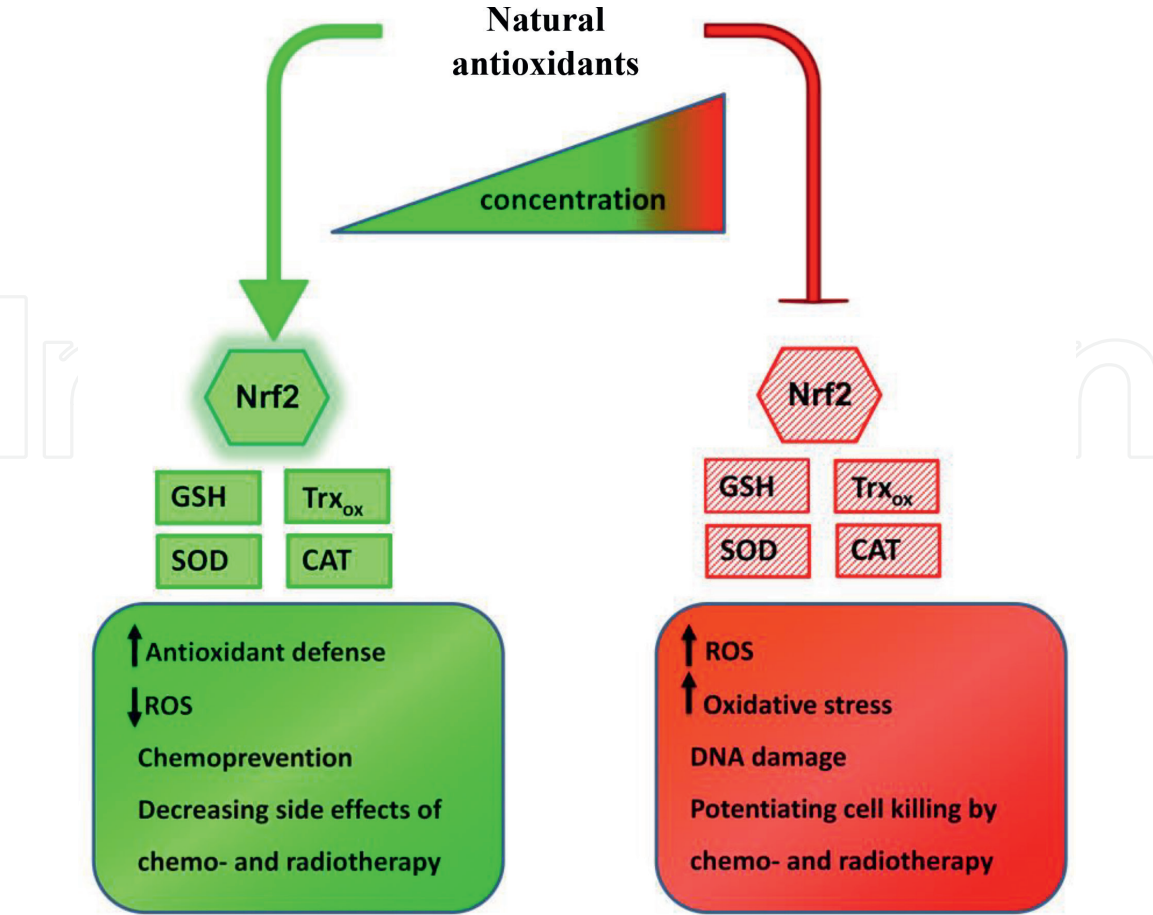 Natural
antioxidants
concentration
Nrf2
GSH
Trxox
SOD
CAT
Antioxidant defense
ROS
Chemoprevention
Decreasing side effects of
chemo- and radiotherapy
Nrf2
GSH
Trxox
SOD
CAT
ROS
Oxidative stress
DNA damage
Potentiating cell killing by
chemo- and radiotherapy